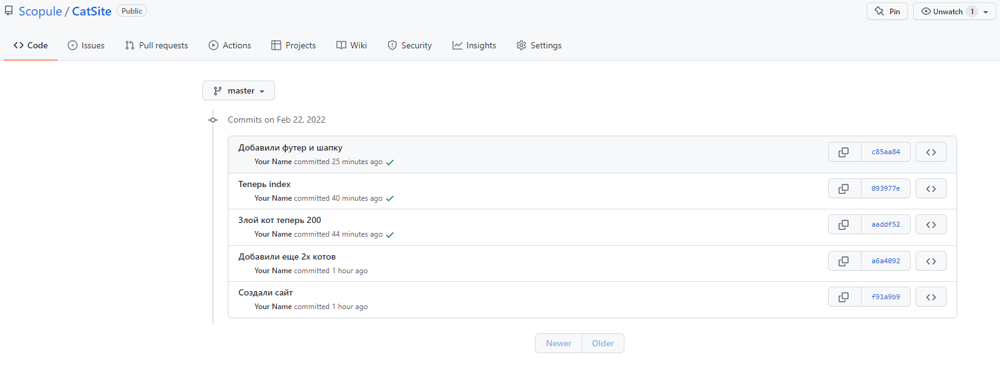 Scopule / CatSite Public Pin Unwatch 1
Code Issues Pull requests Actions Projects Wiki Security Insights Settings
master
Commits on Feb 22, 2022
Добавили футер и шапку c85aa84
Your Name committed 25 minutes ago
Теперь index 093977e
Your Name committed 40 minutes ago
Злой кот теперь 200 aaddf52
Your Name committed 44 minutes ago
Добавили еще 2х котов a6a4092
Your Name committed 1 hour ago
Создали сайт f91a9b9
Your Name committed 1 hour ago
Newer Older